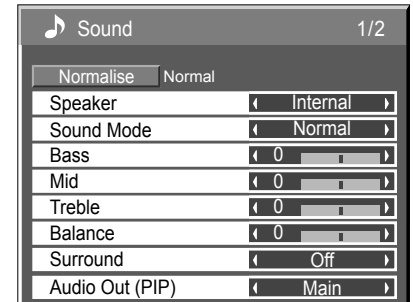 Sound 1/2
Normalise Normal
Speaker Internal
Sound Mode Normal
Bass 0
Mid 0
Treble 0
Balance 0
Surround Off
Audio Out (PIP) Main